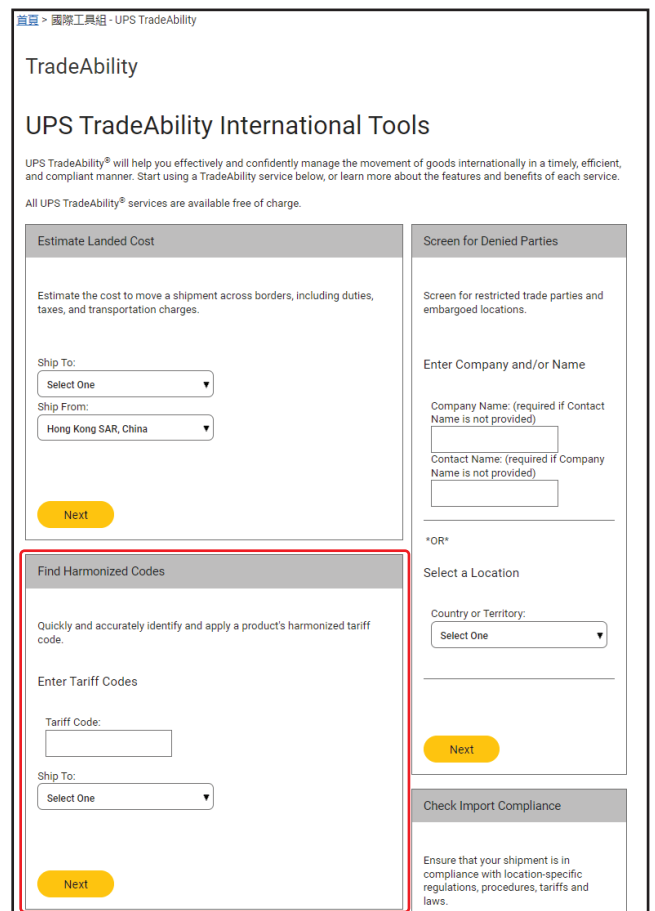 首頁 > 國際工具組 - UPS TradeAbility
TradeAbility
UPS TradeAbility International Tools
UPS TradeAbility® will help you effectively and confidently manage the movement of goods internationally in a timely, efficient,
and compliant manner. Start using a TradeAbility service below, or learn more about the features and benefits of each service.
All UPS TradeAbility® services are available free of charge.
Estimate Landed Cost
Estimate the cost to move a shipment across borders, including duties,
taxes, and transportation charges.
Ship To:
Select One
Ship From:
Hong Kong SAR, China
Next
Find Harmonized Codes
Quickly and accurately identify and apply a product's harmonized tariff
code.
Enter Tariff Codes
Tariff Code:
Ship To:
Select One
Next
Screen for Denied Parties
Screen for restricted trade parties and
embargoed locations.
Enter Company and/or Name
Company Name: (required if Contact
Name is not provided)
Contact Name: (required if Company
Name is not provided)
*OR*
Select a Location
Country or Territory:
Select One
Next
Check Import Compliance
Ensure that your shipment is in
compliance with location-specific
regulations, procedures, tariffs and
laws.